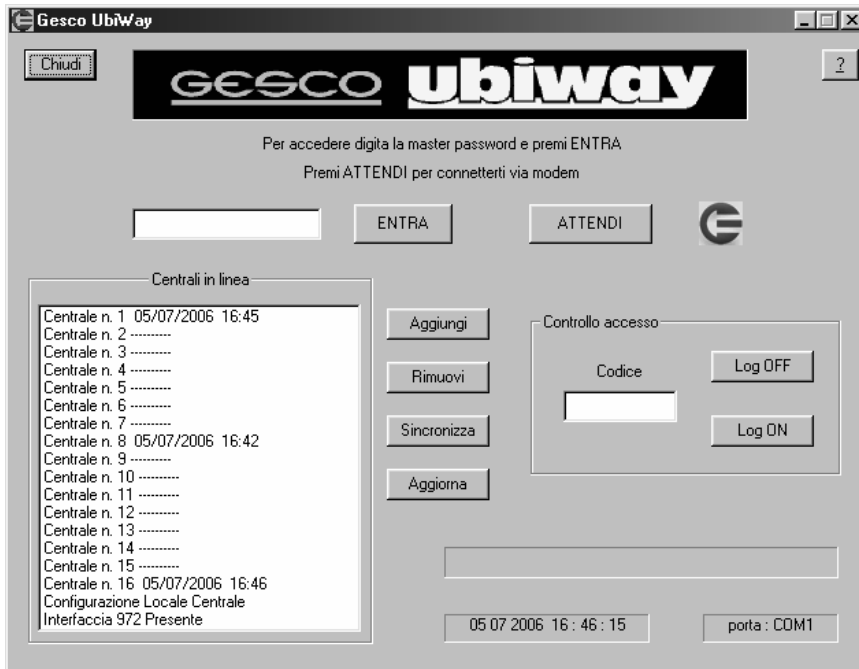 Gesco UbiWay
Chiudi
GESCO ubiway
?
Per accedere digita la master password e premi ENTRA
Premi ATTENDI per connetterti via modem
ENTRA
ATTENDI
Centrali in linea
Centrale n. 1 05/07/2006 16:45
Centrale n. 2 ----------
Centrale n. 3 ----------
Centrale n. 4 ----------
Centrale n. 5 ----------
Centrale n. 6 ----------
Centrale n. 7 ----------
Centrale n. 8 05/07/2006 16:42
Centrale n. 9 ----------
Centrale n. 10 ----------
Centrale n. 11 ----------
Centrale n. 12 ----------
Centrale n. 13 ----------
Centrale n. 14 ----------
Centrale n. 15 ----------
Centrale n. 16 05/07/2006 16:46
Configurazione Locale Centrale
Interfaccia 972 Presente
Aggiungi
Rimuovi
Sincronizza
Aggiorna
Controllo accesso
Codice
Log OFF
Log ON
05 07 2006 16 : 46 : 15
porta : COM1